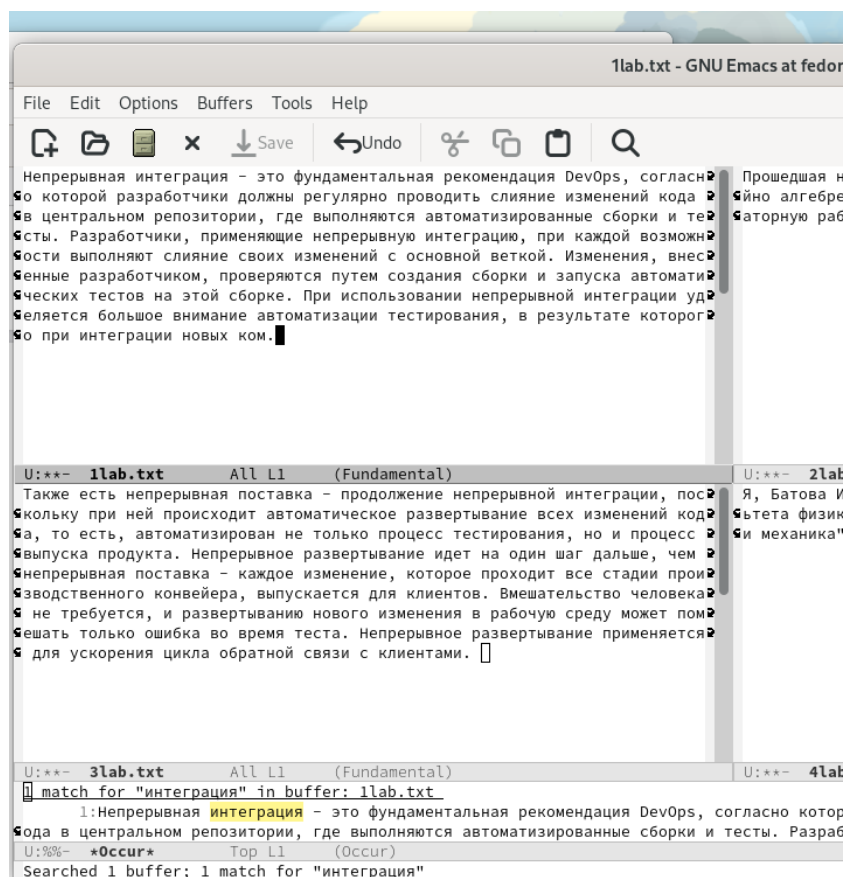 1lab.txt - GNU Emacs at fedor
File Edit Options Buffers Tools Help
Save Undo
Непрерывная интеграция - это фундаментальная рекомендация DevOps, согласн
о которой разработчики должны регулярно проводить слияние изменений кода
в центральном репозитории, где выполняются автоматизированные сборки и те
сты. Разработчики, применяющие непрерывную интеграцию, при каждой возможн
ости выполняют слияние своих изменений с основной веткой. Изменения, внес
енные разработчиком, проверяются путем создания сборки и запуска автомати
ческих тестов на этой сборке. При использовании непрерывной интеграции уд
еляется большое внимание автоматизации тестирования, в результате которог
о при интеграции новых ком.
Прошедшая н
йно алгебре
аторную раб
U:**- 1lab.txt All L1 (Fundamental)
U:**- 2lab
Также есть непрерывная поставка - продолжение непрерывной интеграции, пос
кольку при ней происходит автоматическое развертывание всех изменений код
а, то есть, автоматизирован не только процесс тестирования, но и процесс
выпуска продукта. Непрерывное развертывание идет на один шаг дальше, чем
непрерывная поставка - каждое изменение, которое проходит все стадии прои
зводственного конвейера, выпускается для клиентов. Вмешательство человека
не требуется, и развертыванию нового изменения в рабочую среду может пом
ешать только ошибка во время теста. Непрерывное развертывание применяется
для ускорения цикла обратной связи с клиентами.
Я, Батова И
ьтета физик
и механика"
U:**- 3lab.txt All L1 (Fundamental)
U:**- 4lab
1 match for "интеграция" in buffer: 1lab.txt
1:Непрерывная интеграция - это фундаментальная рекомендация DevOps, согласно котор
ода в центральном репозитории, где выполняются автоматизированные сборки и тесты. Разраб
U:%%- *Occur* Top L1 (Occur)
Searched 1 buffer; 1 match for "интеграция"